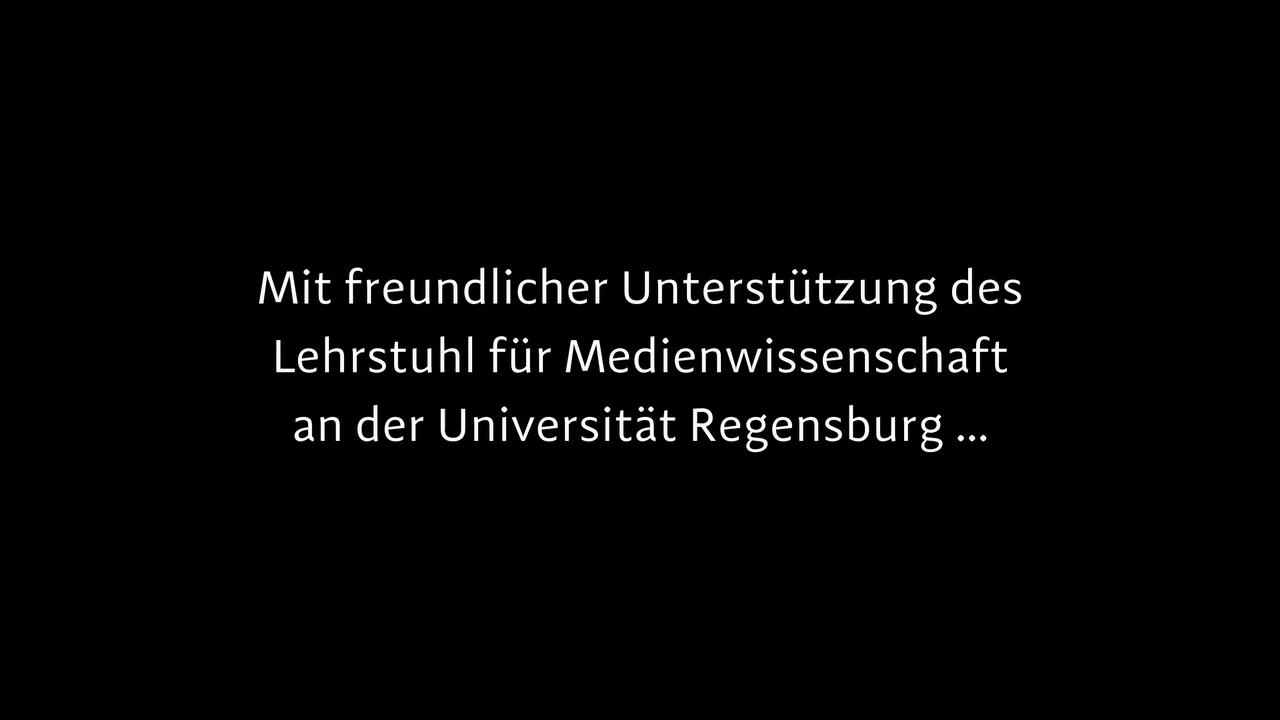 Mit freundlicher Unterstützung des
Lehrstuhl für Medienwissenschaft
an der Universität Regensburg ...